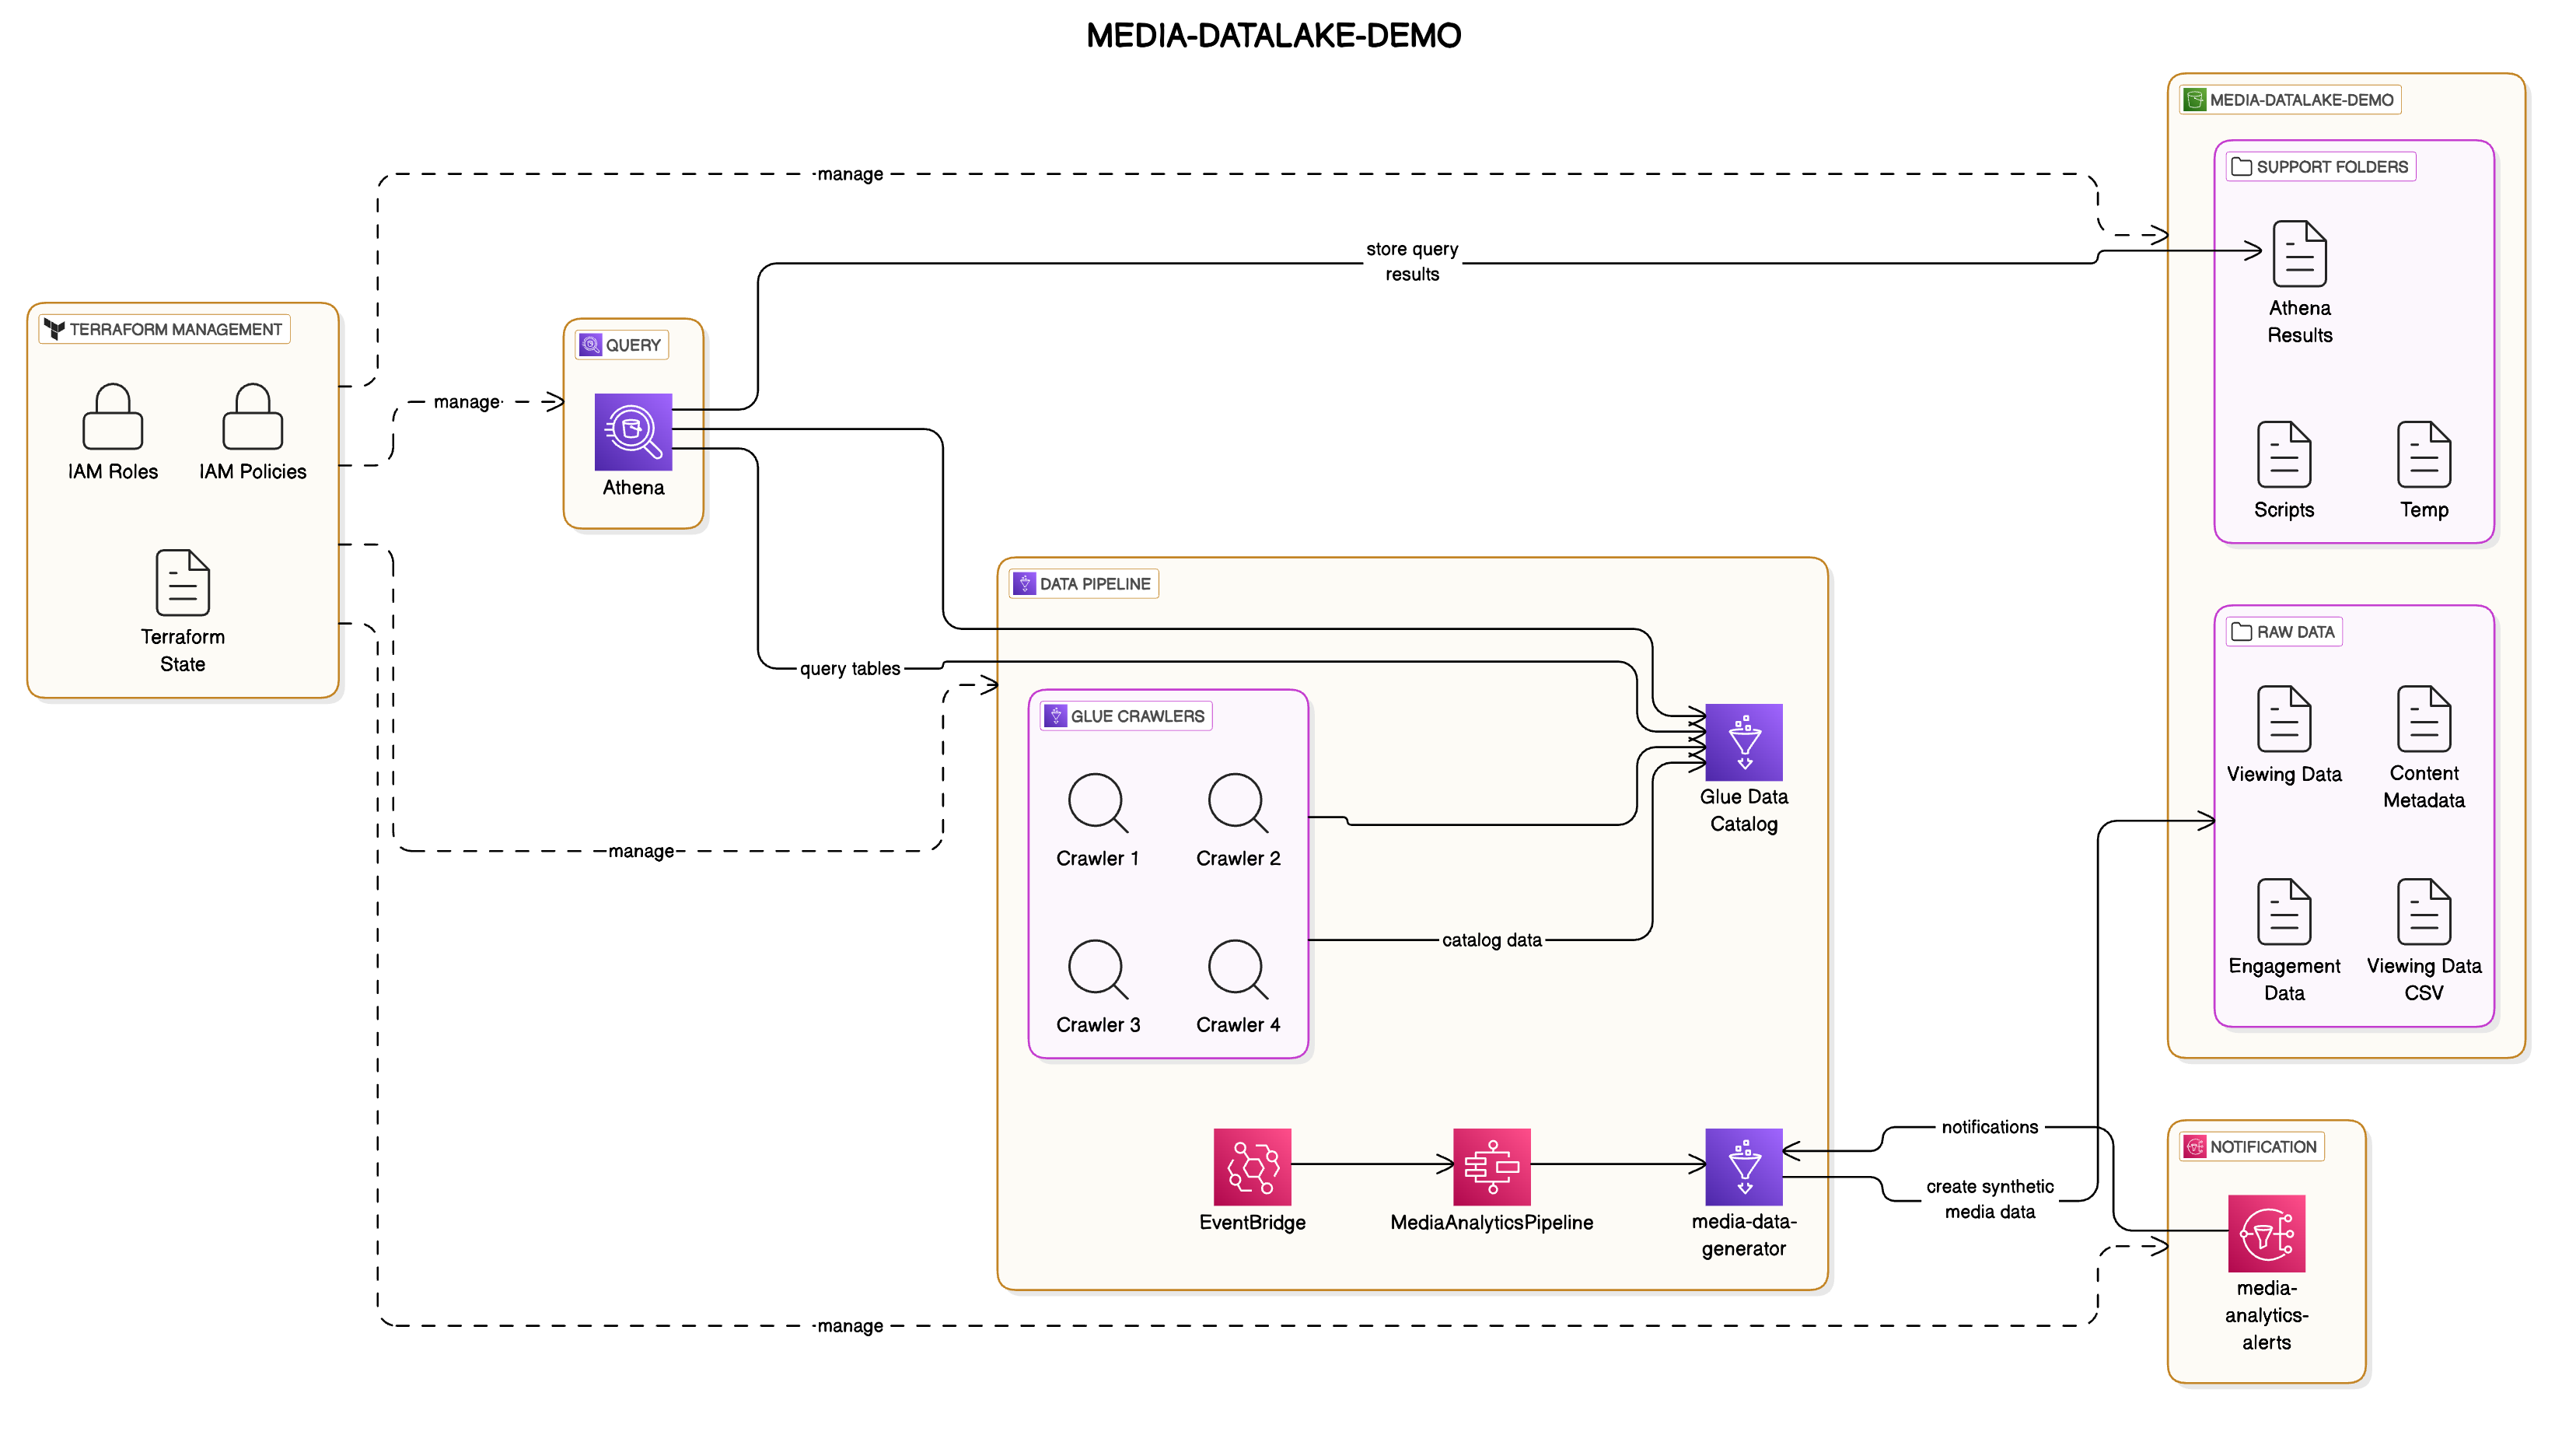 MEDIA-DATALAKE-DEMO
MEDIA-DATALAKE-DEMO
SUPPORT FOLDERS
manage
store query
results
Athena
Results
TERRAFORM MANAGEMENT
QUERY
manage
IAM Roles
IAM Policies
Athena
Scripts
Temp
DATA PIPELINE
Terraform
State
RAW DATA
query tables
GLUE CRAWLERS
Viewing Data
Content
Metadata
Glue Data
Catalog
manage
Crawler 1
Crawler 2
catalog data
Engagement
Data
Viewing Data
CSV
Crawler 3
Crawler 4
notifications
NOTIFICATION
create synthetic
media data
EventBridge
MediaAnalyticsPipeline
media-data-
generator
media-
analytics-
alerts
manage